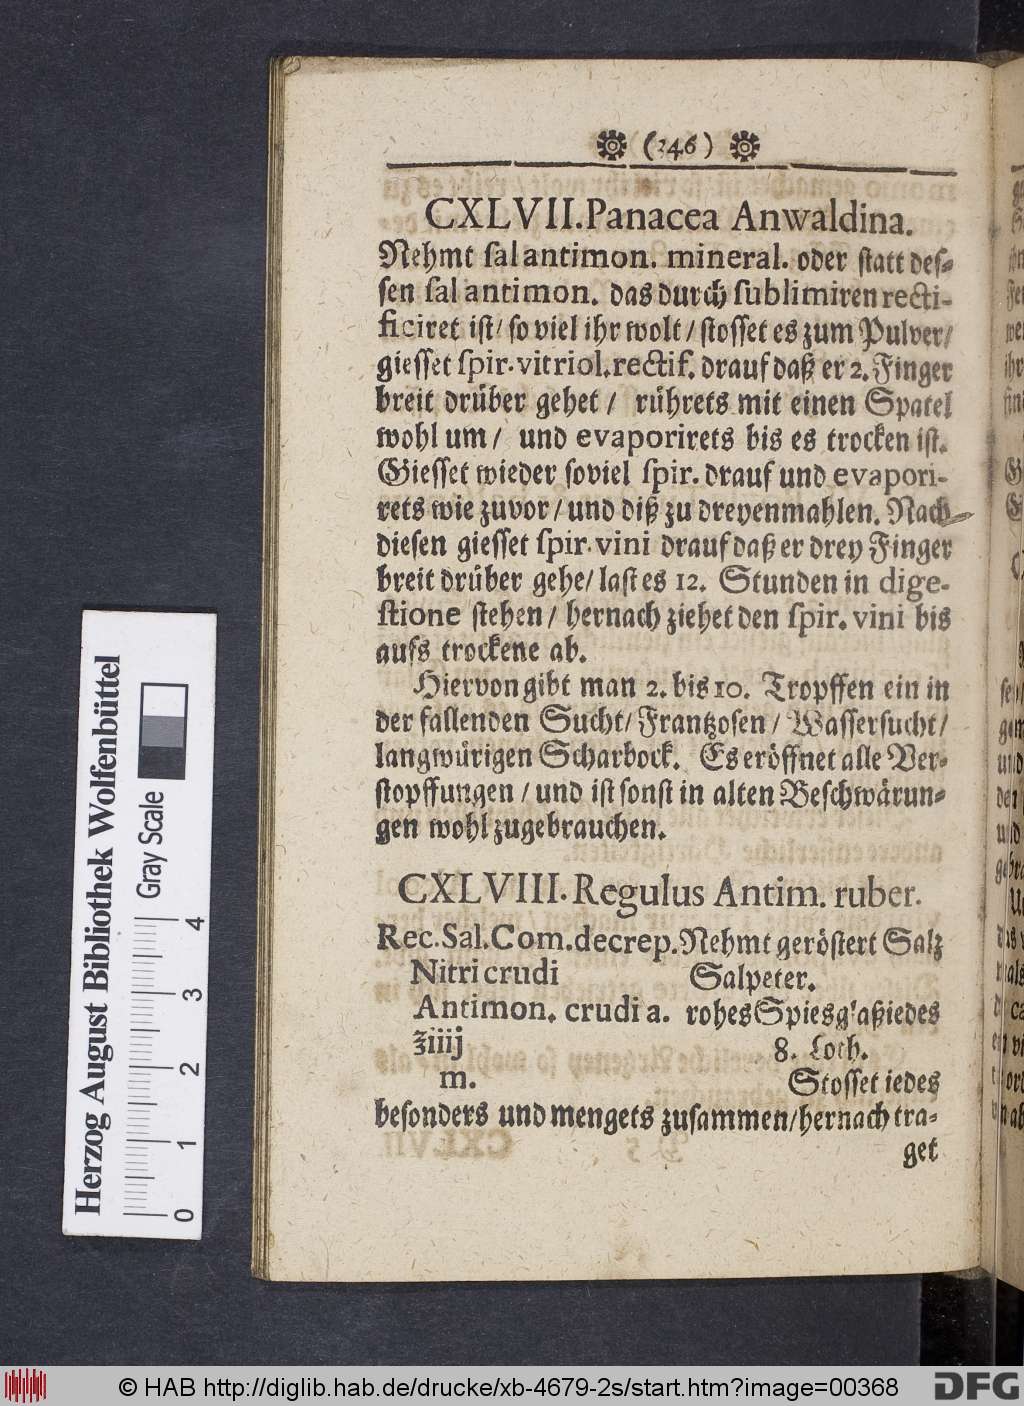 (246)
CXLVII. Panacea Anwaldina.
Nehmt sal antimon. mineral. oder statt des-
sen sal antimon. das durch sublimiren recti-
ficiret ist/ so viel ihr wolt/ stosset es zum Pulver/
giesset spir. vitriol. rectif. drauf daß er 2. Finger
breit drüber gehet/ rührets mit einen Spatel
wohl um/ und evaporirets bis es trocken ist.
Giesset wieder soviel spir. drauf und evapori-
rets wie zuvor/ und diß zu dreyenmahlen. Nach
diesen giesset spir. vini drauf daß er drey Finger
breit drüber gehe/ last es 12. Stunden in dige-
stione stehen/ hernach ziehet den spir. vini bis
aufs trockene ab.
Hiervon gibt man 2. bis 10. Tropffen ein in
der fallenden Sucht/ Frantzosen/ Wassersucht/
langwürigen Scharbock. Es eröffnet alle Ver-
stopffungen/ und ist sonst in alten Beschwärun-
gen wohl zugebrauchen.
CXLVIII. Regulus Antim. ruber.
Rec. Sal. Com. decrep. Nehmt geröstert Saltz
Nitri crudi Salpeter.
Antimon. crudi a. rohes Spiesglaß iedes
ʒiiij 8. Loth.
m. Stosset iedes
besonders und mengets zusammen/ hernach tra-
get
Herzog August Bibliothek Wolfenbüttel
Gray Scale
0 1 2 3 4
© HAB http://diglib.hab.de/drucke/xb-4679-2s/start.htm?image=00368
DFG